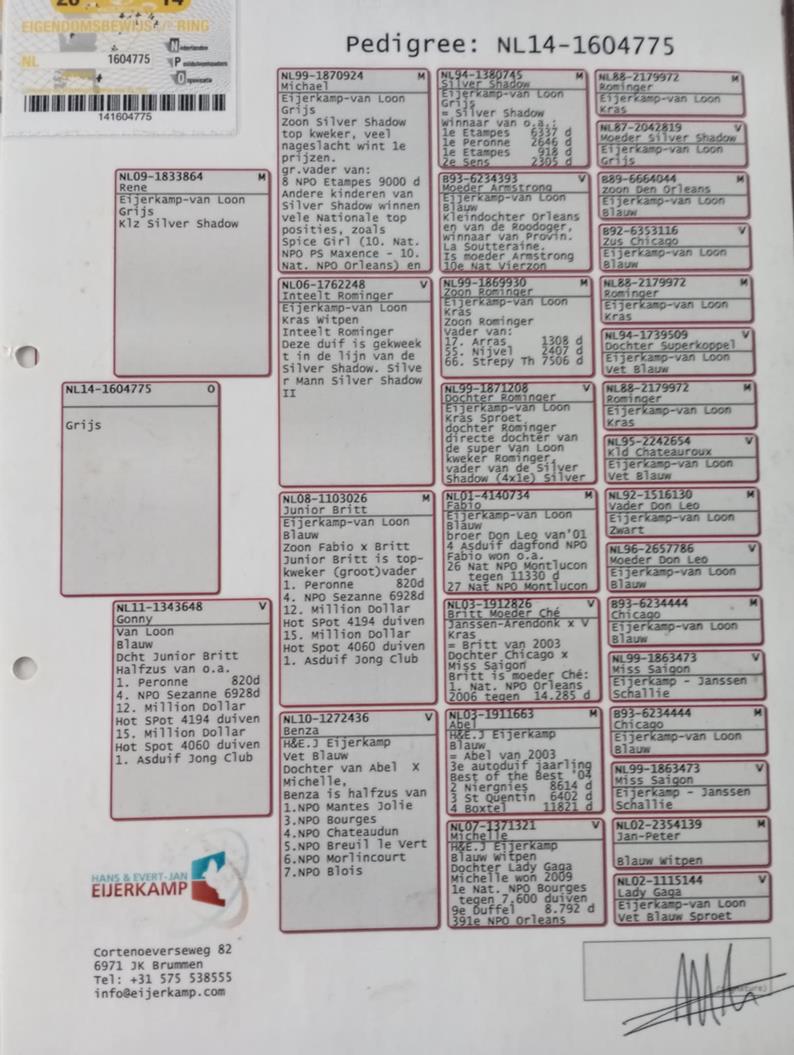 20 14
EIGENDOMSBEWIJS
NL 1604775
N
P
O
141604775
Pedigree: NL14-1604775
NL14-1604775 O
Grijs
NL09-1833864 M
Rene
Eijerkamp-van Loon
Grijs
Klz Silver Shadow
NL11-1343648 V
Gonny
Van Loon
Blauw
Dcht Junior Britt
Halfzus van o.a.
1. Peronne 820d
4. NPO Sezanne 6928d
12. Million Dollar
Hot SPot 4194 duiven
15. Million Dollar
Hot SPot 4060 duiven
1. Asduif Jong Club
NL99-1870924 M
Michael
Eijerkamp-van Loon
Grijs
Zoon Silver Shadow
top kweker, veel
nageslacht wint 1e
prijzen.
gr.vader van:
8 NPO Etampes 9000 d
Andere kinderen van
Silver Shadow winnen
vele Nationale top
posities, zoals
Spice Girl (10. Nat.
NPO PS Maxence - 10.
Nat. NPO Orleans) en
NL06-1762248 V
Inteelt Rominger
Eijerkamp-van Loon
Kras Witpen
Inteelt Rominger
Deze duif is gekweek
t in de lijn van de
Silver Shadow. Silve
r Mann Silver Shadow
II
NL08-1103026 M
Junior Britt
Eijerkamp-van Loon
Blauw
Zoon Fabio x Britt
Junior Britt is top-
kweker (groot)vader
1. Peronne 820d
4. NPO Sezanne 6928d
12. Million Dollar
Hot SPot 4194 duiven
15. Million Dollar
Hot SPot 4060 duiven
1. Asduif Jong Club
NL10-1272436 V
Benza
H&E.J Eijerkamp
Vet Blauw
Dochter van Abel X
Michelle,
Benza is halfzus van
1.NPO Mantes Jolie
3.NPO Bourges
4.NPO Chateaudun
5.NPO Breuil le Vert
6.NPO Morlincourt
7.NPO Blois
NL94-1380745 M
Silver Shadow
Eijerkamp-van Loon
Grijs
= Silver Shadow
winnaar van o.a.:
1e Etampes 6337 d
1e Peronne 2646 d
1e Etampes 918 d
2e Sens 2305 d
B93-6234393 V
Moeder Armstrong
Eijerkamp-van Loon
Blauw
Kleindochter Orleans
en van de Roodoger,
winnaar van Provin.
La Soutteraine.
Is moeder Armstrong
10e Nat Vierzon
NL99-1869930 M
Zoon Rominger
Eijerkamp-van Loon
Kras
Zoon Rominger
vader van:
17. Arras 1308 d
55. Nijvel 2407 d
66. Strepy Th 7506 d
NL99-1871208 V
Dochter Rominger
Eijerkamp-van Loon
Kras Sproet
dochter Rominger
directe dochter van
de super Van Loon
kweker Rominger,
vader van de Silver
Shadow (4x1e) Silver
NL01-4140734 M
Fabio
Eijerkamp-van Loon
Blauw
broer Don Leo van'01
4 Asduif dagfond NPO
Fabio won o.a.
26 Nat NPO Montlucon
tegen 11330 d
27 Nat NPO Montlucon
NL03-1912826 V
Britt Moeder Ché
Janssen-Arendonk x V
Kras
= Britt van 2003
Dochter Chicago x
Miss Saigon
Britt is moeder Ché:
1. Nat. NPO Orleans
2006 tegen 14.285 d
NL03-1911663 M
Abel
H&E.J Eijerkamp
Blauw
= Abel van 2003
3e autoduif jaarling
Best of the Best '04
2 Niergnies 8614 d
3 St Quentin 6402 d
4 Boxtel 11821 d
NL07-1371321 V
Michelle
H&E.J Eijerkamp
Blauw Witpen
Dochter Lady Gaga
Michelle won 2009
1e Nat. NPO Bourges
tegen 7.600 duiven
9e Duffel 8.792 d
391e NPO Orleans
NL88-2179972 M
Rominger
Eijerkamp-van Loon
Kras
NL87-2042819 V
Moeder Silver Shadow
Eijerkamp-van Loon
Grijs
B89-6664044 M
zoon Den Orleans
Eijerkamp-van Loon
Blauw
B92-6353116 V
Zus Chicago
Eijerkamp-van Loon
Blauw
NL88-2179972 M
Rominger
Eijerkamp-van Loon
Kras
NL94-1739509 V
Dochter Superkoppel
Eijerkamp-van Loon
Vet Blauw
NL88-2179972 M
Rominger
Eijerkamp-van Loon
Kras
NL95-2242654 V
Kld Chateauroux
Eijerkamp-van Loon
Vet Blauw
NL92-1516130 M
Vader Don Leo
Eijerkamp-van Loon
Zwart
NL96-2657786 V
Moeder Don Leo
Eijerkamp-van Loon
Blauw
B93-6234444 M
Chicago
Eijerkamp-van Loon
Blauw
NL99-1863473 V
Miss Saigon
Eijerkamp - Janssen
Schallie
B93-6234444 M
Chicago
Eijerkamp-van Loon
Blauw
NL99-1863473 V
Miss Saigon
Eijerkamp - Janssen
Schallie
NL02-2354139 M
Jan-Peter
Blauw Witpen
NL02-1115144 V
Lady Gaga
Eijerkamp-van Loon
Vet Blauw Sproet
HANS & EVERT-JAN
EIJERKAMP
Cortenoeverseweg 82
6971 JK Brummen
Tel: +31 575 538555
info@eijerkamp.com